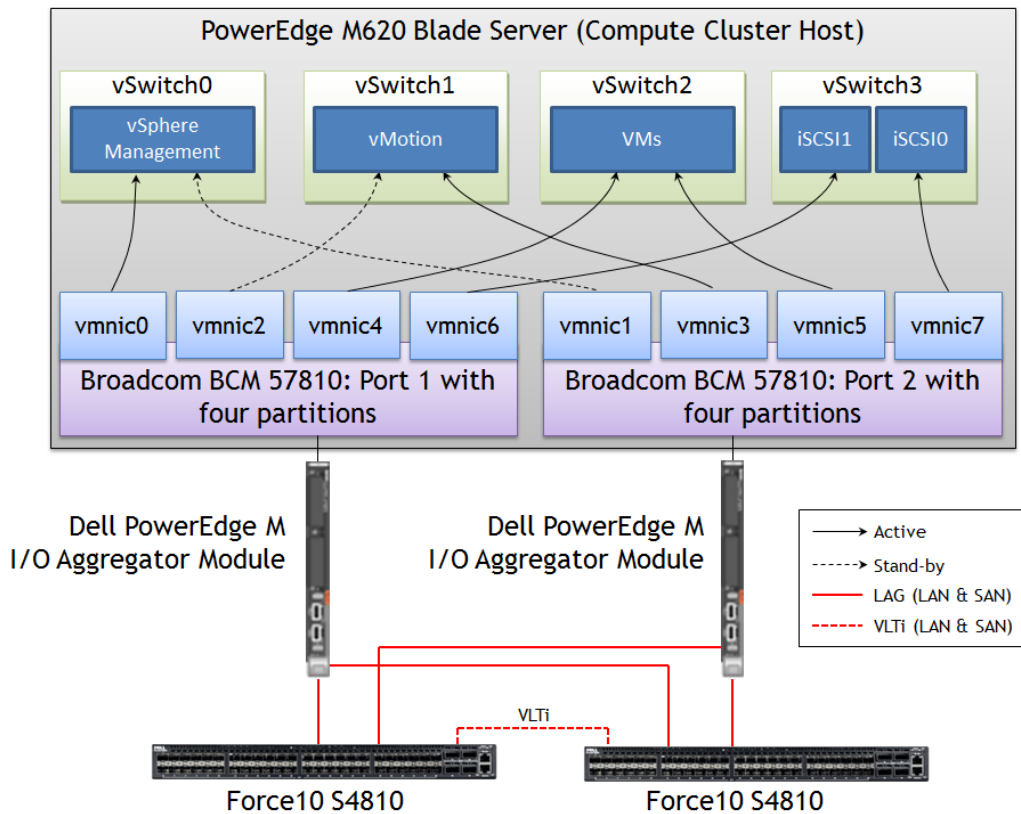 PowerEdge M620 Blade Server (Compute Cluster Host)
vSwitch0
vSwitch1
vSwitch2
vSwitch3
vSphere
Management
vMotion
VMs
iSCSI1
iSCSI0
vmnic0
vmnic2
vmnic4
vmnic6
vmnic1
vmnic3
vmnic5
vmnic7
Broadcom BCM 57810: Port 1 with
four partitions
Broadcom BCM 57810: Port 2 with
four partitions
Dell PowerEdge M
I/O Aggregator Module
Dell PowerEdge M
I/O Aggregator Module
Active
Stand-by
LAG (LAN & SAN)
VLTi (LAN & SAN)
VLTi
Force10 S4810
Force10 S4810